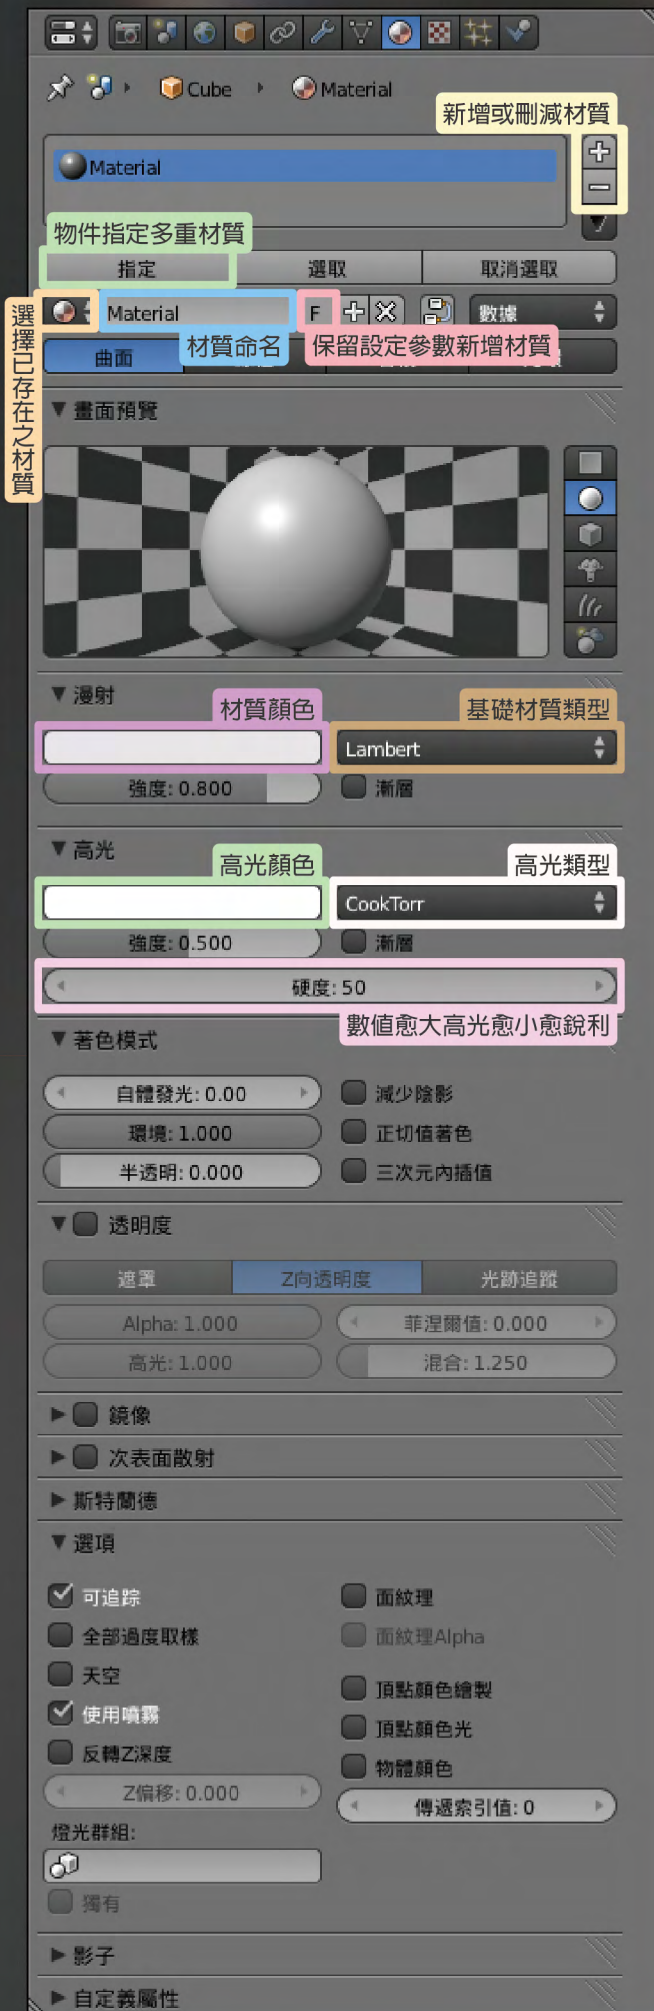 Cube
Material
新增或刪減材質
Material
物件指定多重材質
指定
選取
取消選取
選擇已存在之材質
Material
F
數據
材質命名
保留設定參數新增材質
曲面
畫面預覽
漫射
材質顏色
基礎材質類型
Lambert
強度: 0.800
漸層
高光
高光顏色
高光類型
CookTorr
強度: 0.500
漸層
硬度: 50
數值愈大高光愈小愈銳利
著色模式
自體發光: 0.00
減少陰影
環境: 1.000
正切值著色
半透明: 0.000
三次元內插值
透明度
遮罩
Z向透明度
光跡追蹤
Alpha: 1.000
菲涅爾值: 0.000
高光: 1.000
混合: 1.250
鏡像
次表面散射
斯特蘭德
選項
可追踪
面紋理
全部過度取樣
面紋理Alpha
天空
頂點顏色繪製
使用噴霧
頂點顏色光
反轉Z深度
物體顏色
Z偏移: 0.000
傳遞索引值: 0
燈光群組:
獨有
影子
自定義屬性